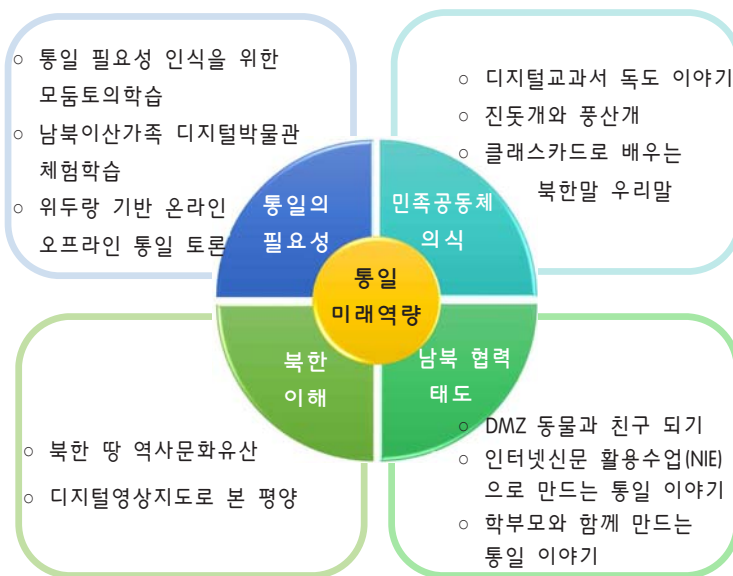 ○ 통일 필요성 인식을 위한
모둠토의학습
○ 남북이산가족 디지털박물관
체험학습
○ 위두랑 기반 온라인
오프라인 통일 토론
○ 디지털교과서 독도 이야기
○ 진돗개와 풍산개
○ 클래스카드로 배우는
북한말 우리말
통일의
필요성
민족공동체
의식
통일
미래역량
북한
이해
남북 협력
태도
○ 북한 땅 역사문화유산
○ 디지털영상지도로 본 평양
○ DMZ 동물과 친구 되기
○ 인터넷신문 활용수업(NIE)
으로 만드는 통일 이야기
○ 학부모와 함께 만드는
통일 이야기